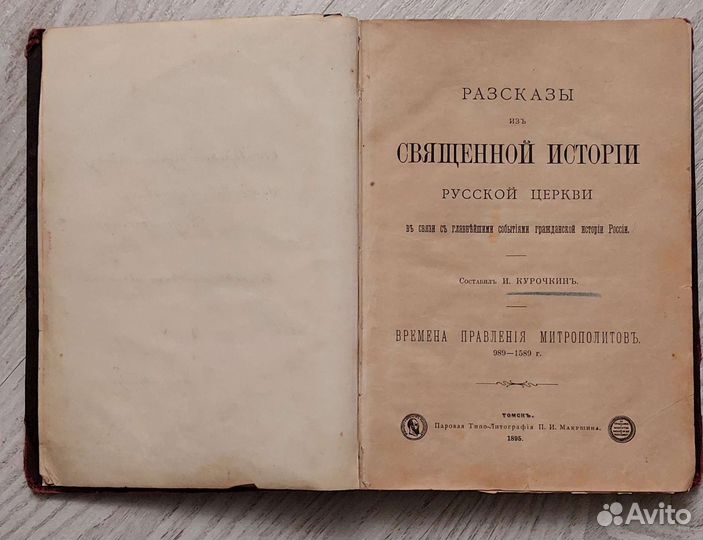 РАЗСКАЗЫ
ИЗЪ
СВЯЩЕННОЙ ИСТОРІИ
РУССКОЙ ЦЕРКВИ
въ связи съ главнѣйшими событіями гражданской исторіи Россіи.
Составилъ И. КУРОЧКИНЪ.
ВРЕМЕНА ПРАВЛЕНІЯ МИТРОПОЛИТОВЪ.
989—1589 г.
ТОМСКЪ.
Паровая Типо-Литографія П. И. Макушина.
1895.
Avito